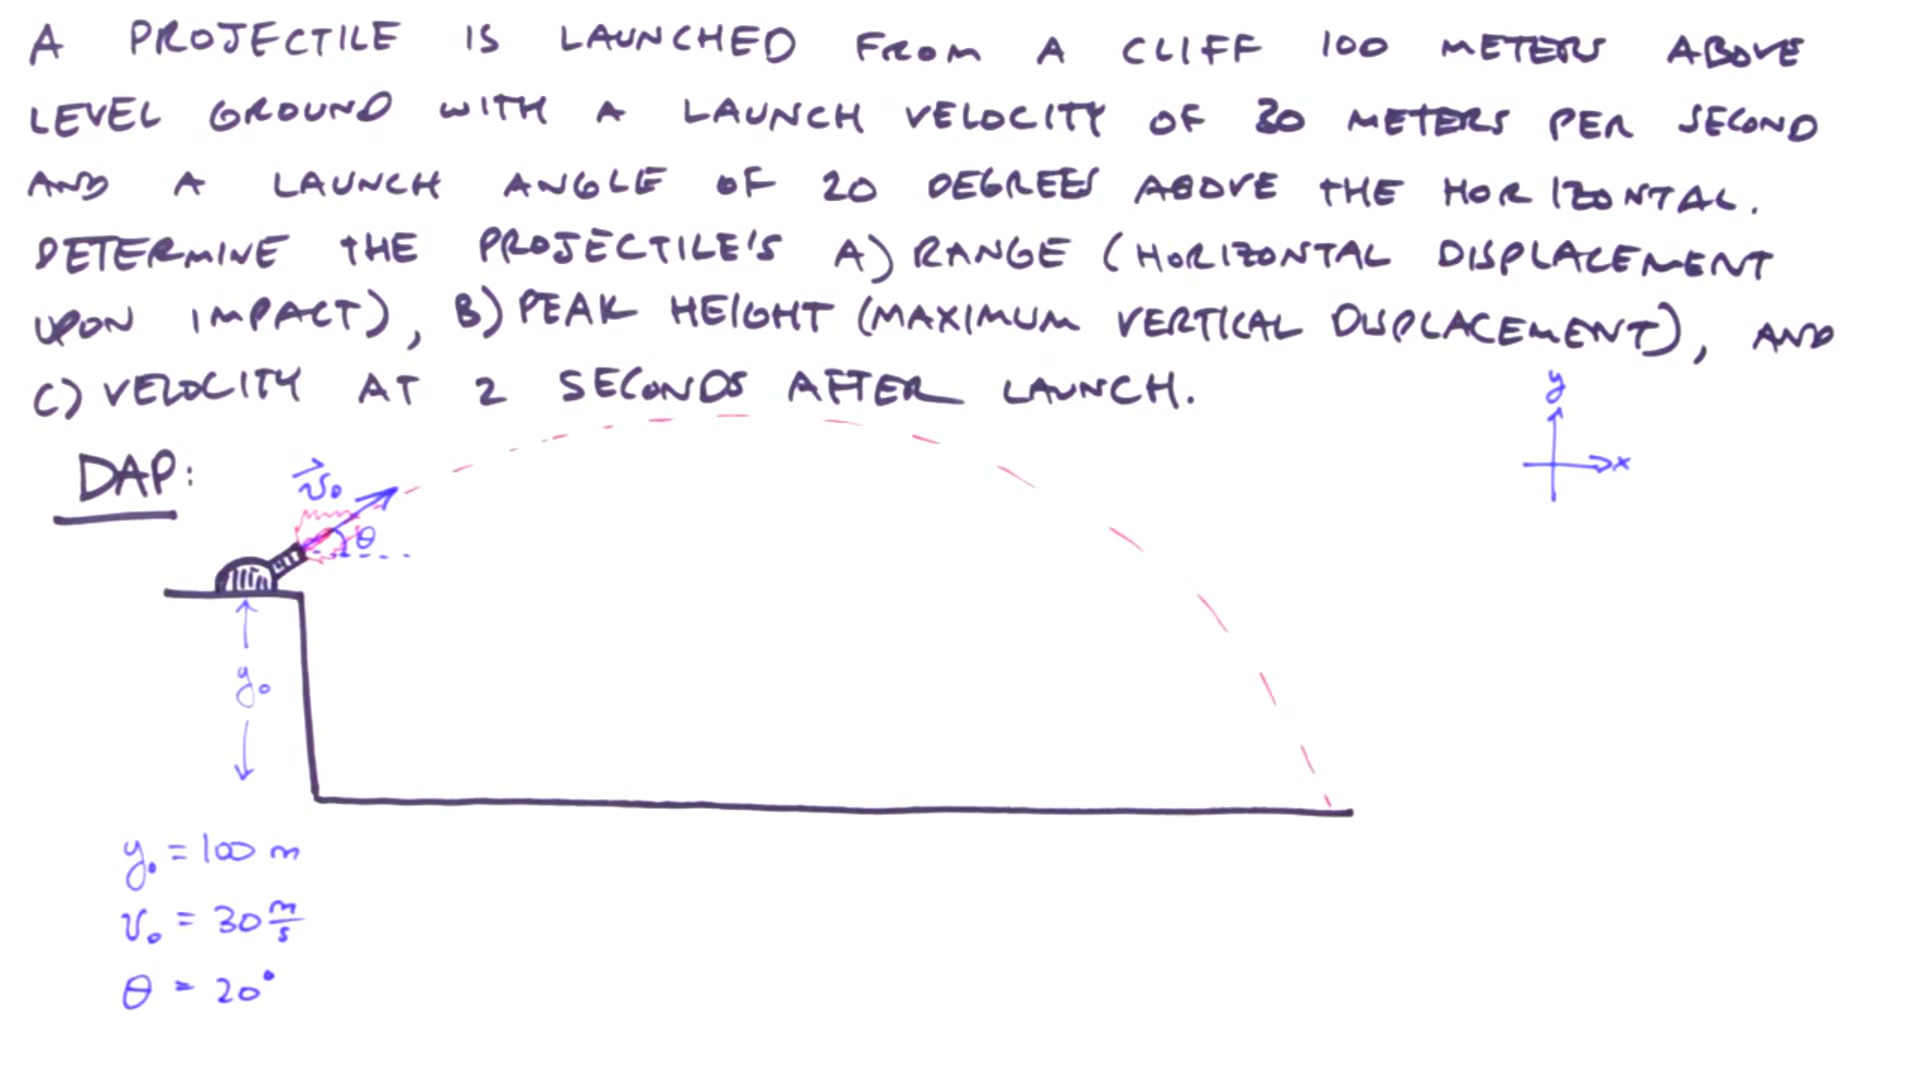 A PROJECTILE IS LAUNCHED FROM A CLIFF 100 METERS ABOVE
LEVEL GROUND WITH A LAUNCH VELOCITY OF 30 METERS PER SECOND
AND A LAUNCH ANGLE OF 20 DEGREES ABOVE THE HORIZONTAL.
DETERMINE THE PROJECTILE'S A) RANGE (HORIZONTAL DISPLACEMENT
UPON IMPACT), B) PEAK HEIGHT (MAXIMUM VERTICAL DISPLACEMENT), AND
C) VELOCITY AT 2 SECONDS AFTER LAUNCH.
y
x
DAP:
v⃗₀
θ
y₀
y₀ = 100 m
v₀ = 30 m/s
θ = 20°